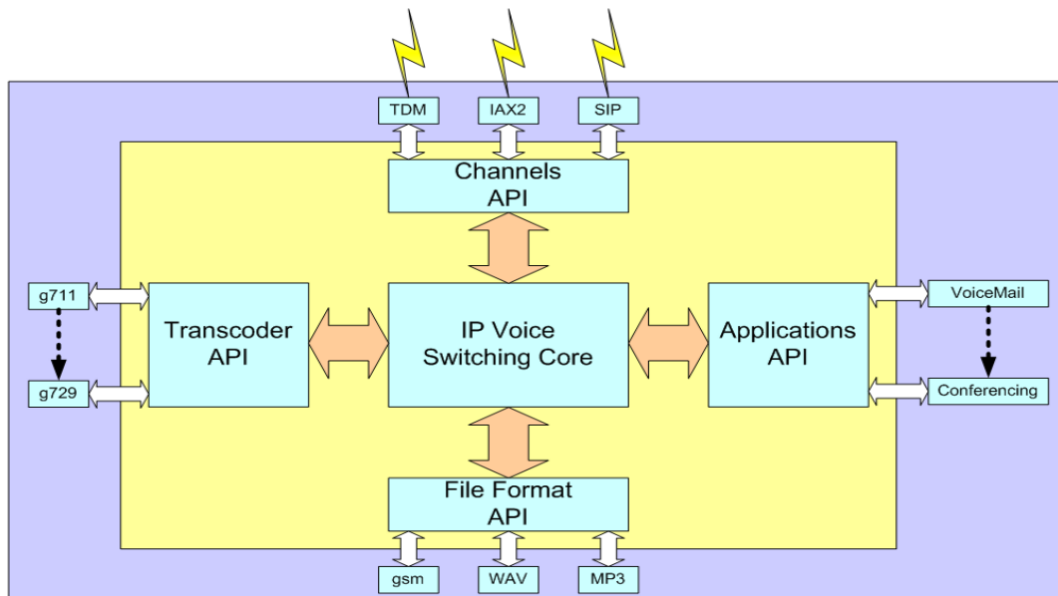 TDM
IAX2
SIP
Channels
API
g711
g729
Transcoder
API
IP Voice
Switching Core
Applications
API
VoiceMail
Conferencing
File Format
API
gsm
WAV
MP3